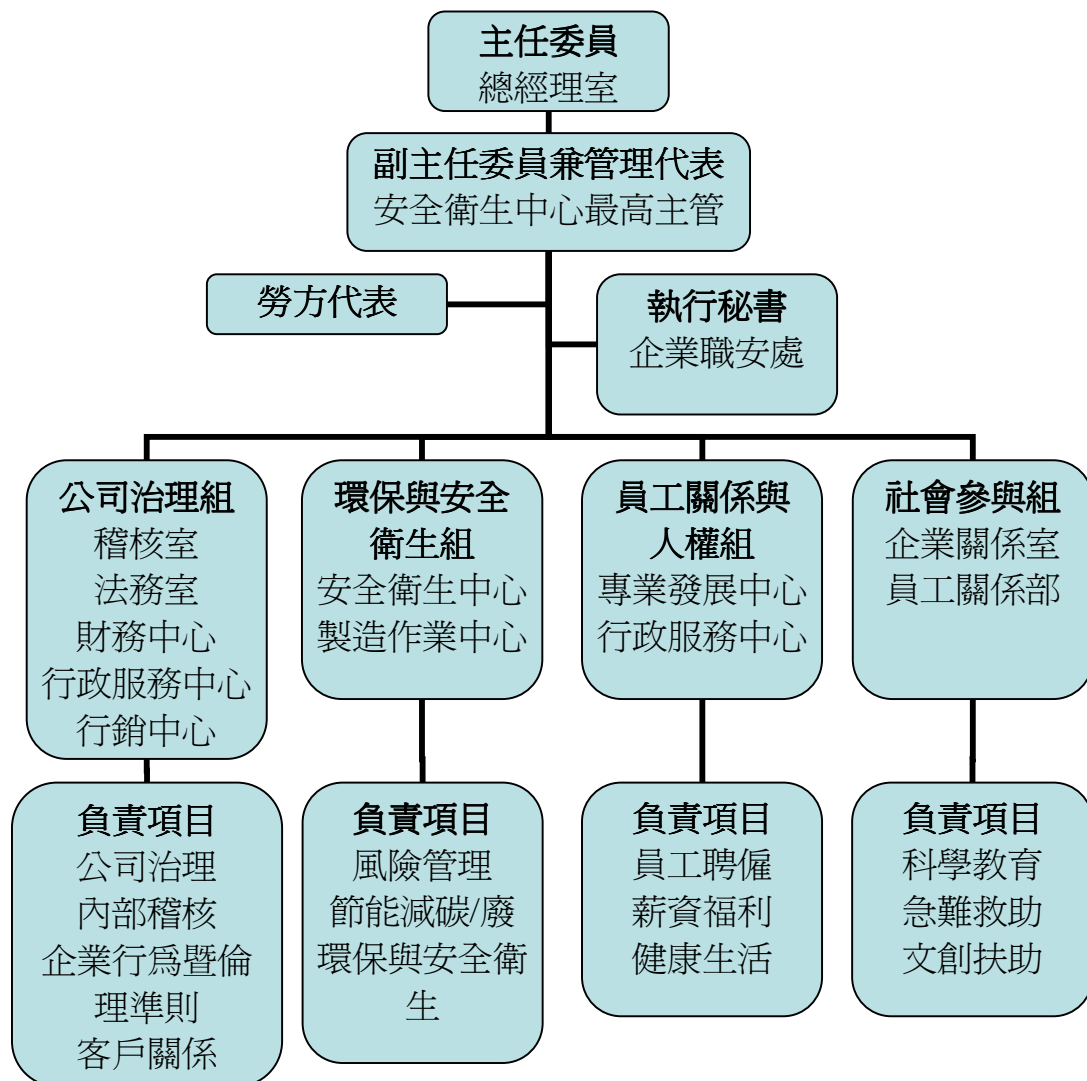 主任委員
總經理室
副主任委員兼管理代表
安全衛生中心最高主管
勞方代表
執行秘書
企業職安處
公司治理組
稽核室
法務室
財務中心
行政服務中心
行銷中心
環保與安全
衛生組
安全衛生中心
製造作業中心
員工關係與
人權組
專業發展中心
行政服務中心
社會參與組
企業關係室
員工關係部
負責項目
公司治理
內部稽核
企業行為暨倫
理準則
客戶關係
負責項目
風險管理
節能減碳/廢
環保與安全衛
生
負責項目
員工聘僱
薪資福利
健康生活
負責項目
科學教育
急難救助
文創扶助